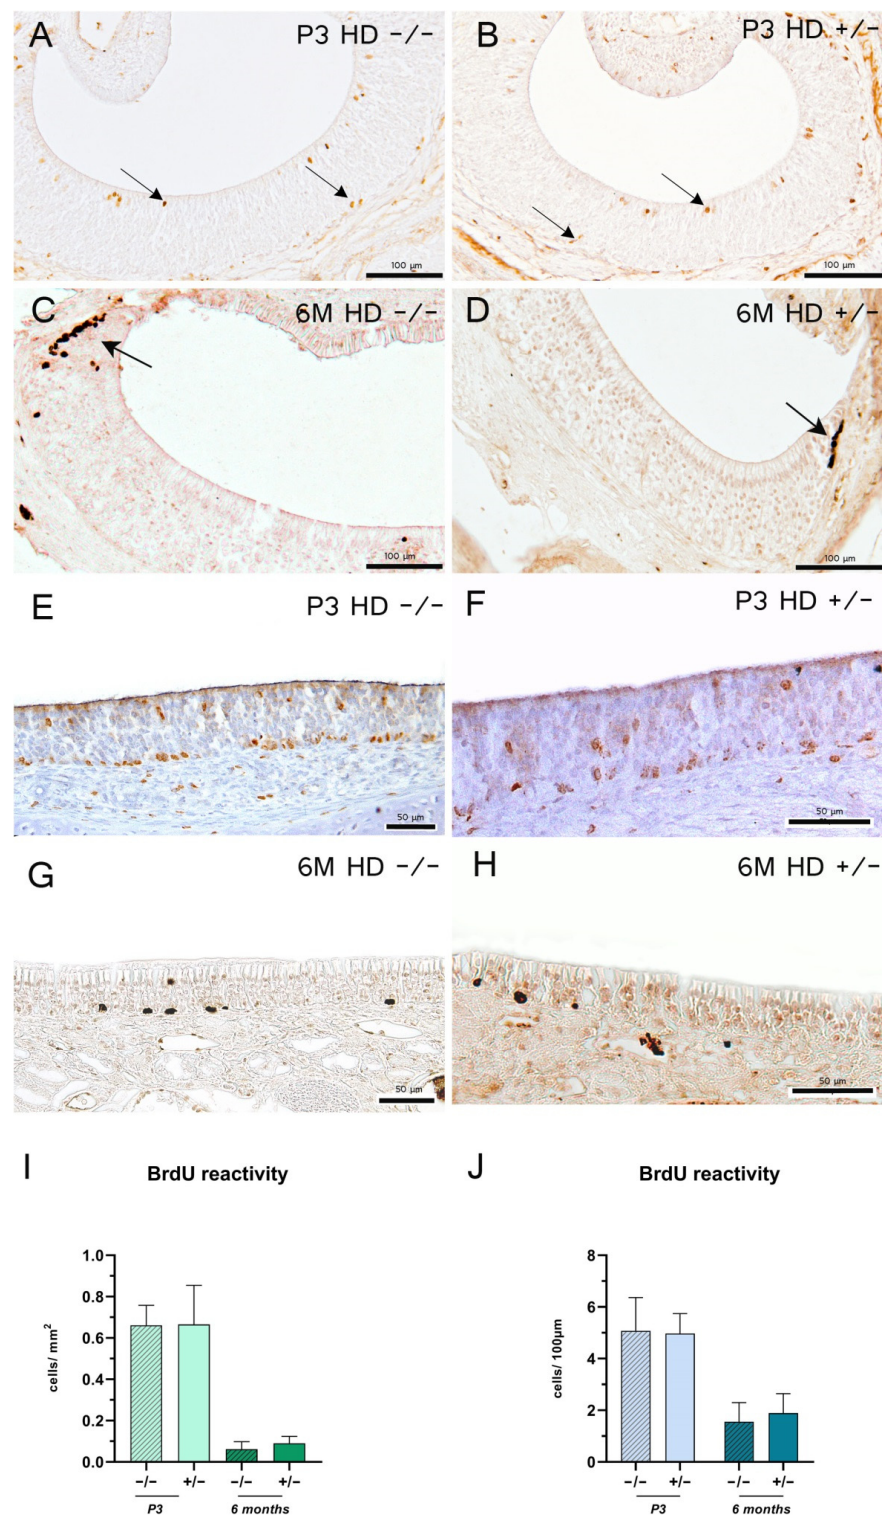 A
P3 HD −/−
B
P3 HD +/−
100 µm
100 µm
C
6M HD −/−
D
6M HD +/−
100 µm
100 µm
E
P3 HD −/−
F
P3 HD +/−
50 µm
50 µm
G
6M HD −/−
H
6M HD +/−
50 µm
50 µm
I
BrdU reactivity
J
BrdU reactivity
1.0
0.8
0.6
0.4
0.2
0.0
cells/ mm²
−/−
+/−
−/−
+/−
P3
6 months
8
6
4
2
0
cells/ 100µm
−/−
+/−
−/−
+/−
P3
6 months